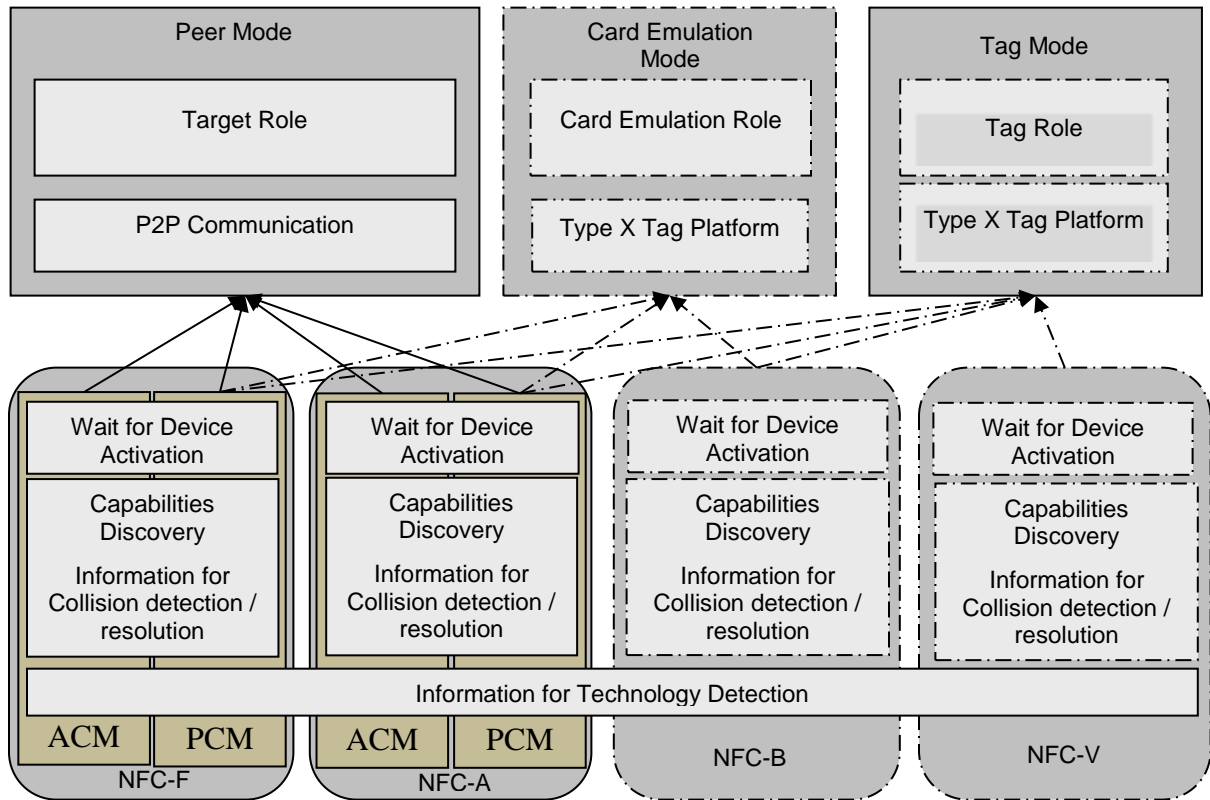 Peer Mode
Target Role
P2P Communication
Card Emulation
Mode
Card Emulation Role
Type X Tag Platform
Tag Mode
Tag Role
Type X Tag Platform
Wait for Device
Activation
Capabilities
Discovery
Information for
Collision detection /
resolution
Wait for Device
Activation
Capabilities
Discovery
Information for
Collision detection /
resolution
Wait for Device
Activation
Capabilities
Discovery
Information for
Collision detection /
resolution
Wait for Device
Activation
Capabilities
Discovery
Information for
Collision detection /
resolution
Information for Technology Detection
ACM
PCM
NFC-F
ACM
PCM
NFC-A
NFC-B
NFC-V